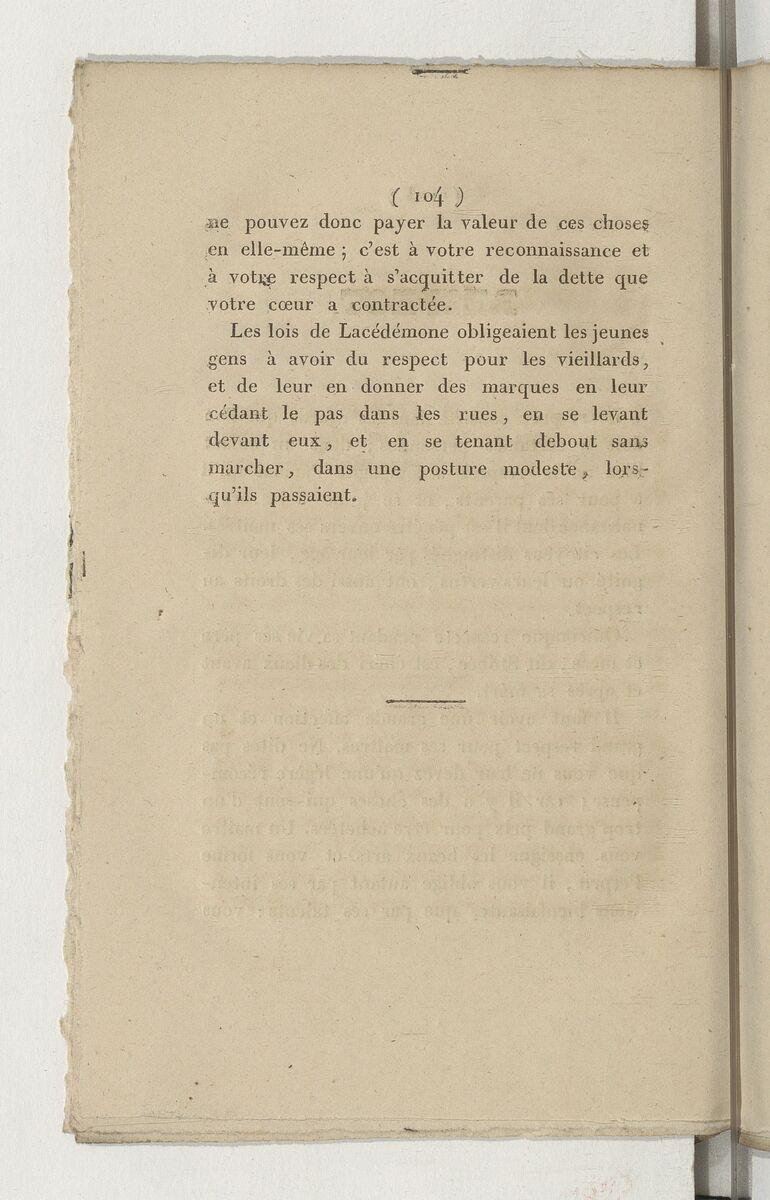 ( 104 )
ne pouvez donc payer la valeur de ces choses
en elle-même ; c'est à votre reconnaissance et
à votre respect à s'acquitter de la dette que
votre cœur a contractée.
Les lois de Lacédémone obligeaient les jeunes
gens à avoir du respect pour les vieillards,
et de leur en donner des marques en leur
cédant le pas dans les rues, en se levant
devant eux, et en se tenant debout sans
marcher, dans une posture modeste, lors-
qu'ils passaient.